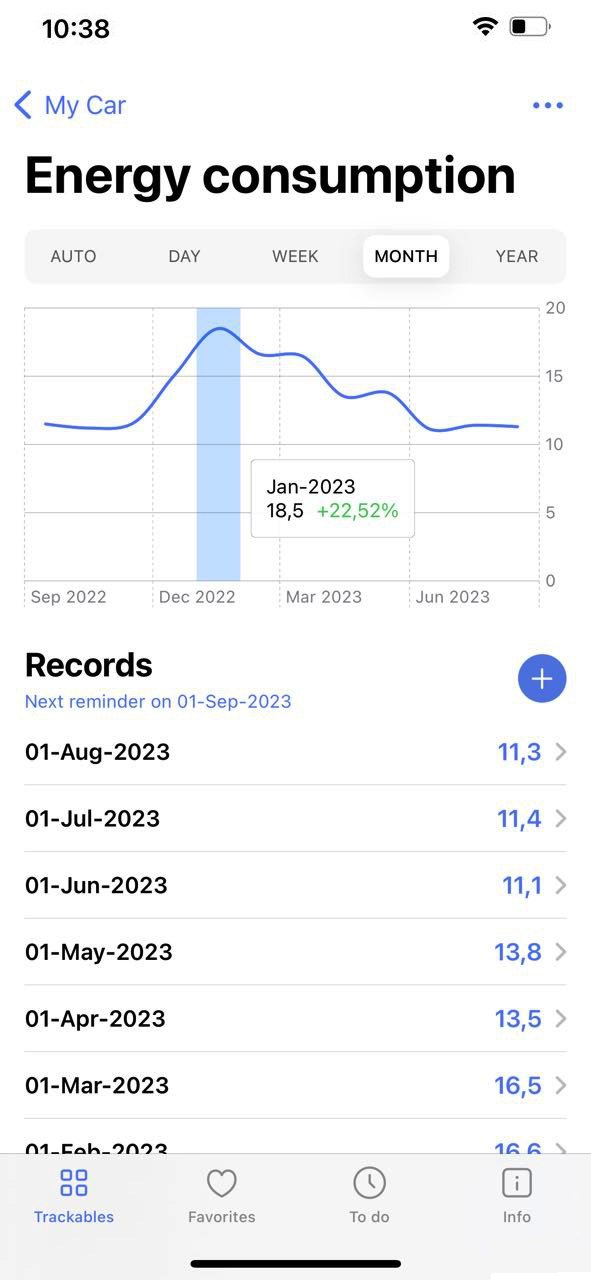 10:38
My Car
Energy consumption
AUTO DAY WEEK MONTH YEAR
20
15
10
Jan-2023
18,5 +22,52%
5
0
Sep 2022 Dec 2022 Mar 2023 Jun 2023
Records
Next reminder on 01-Sep-2023
01-Aug-2023 11,3
01-Jul-2023 11,4
01-Jun-2023 11,1
01-May-2023 13,8
01-Apr-2023 13,5
01-Mar-2023 16,5
01-Feb-2023 16,6
Trackables Favorites To do Info